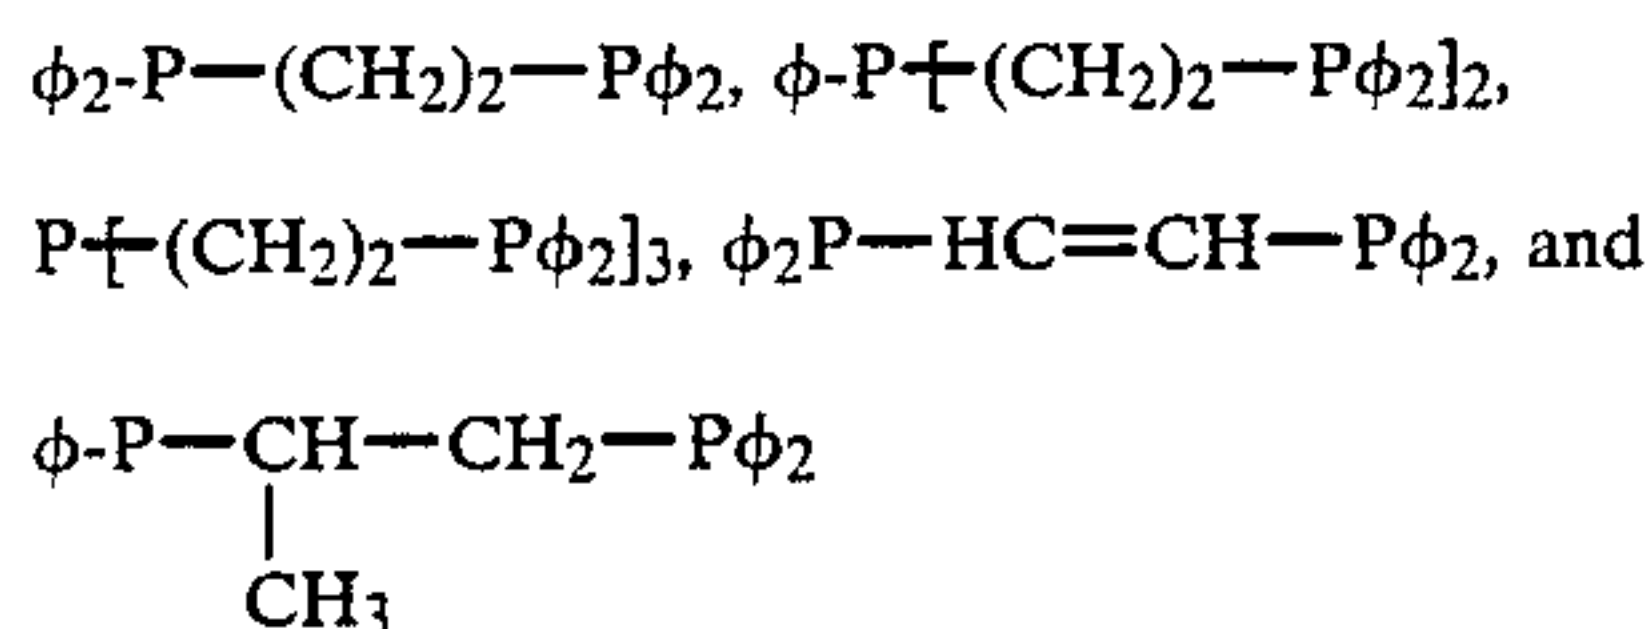 ϕ₂-P—(CH₂)₂—Pϕ₂, ϕ-P-[-(CH₂)₂—Pϕ₂]₂,
P-[-(CH₂)₂—Pϕ₂]₃, ϕ₂P—HC=CH—Pϕ₂, and
ϕ-P—CH—CH₂—Pϕ₂
|
CH₃